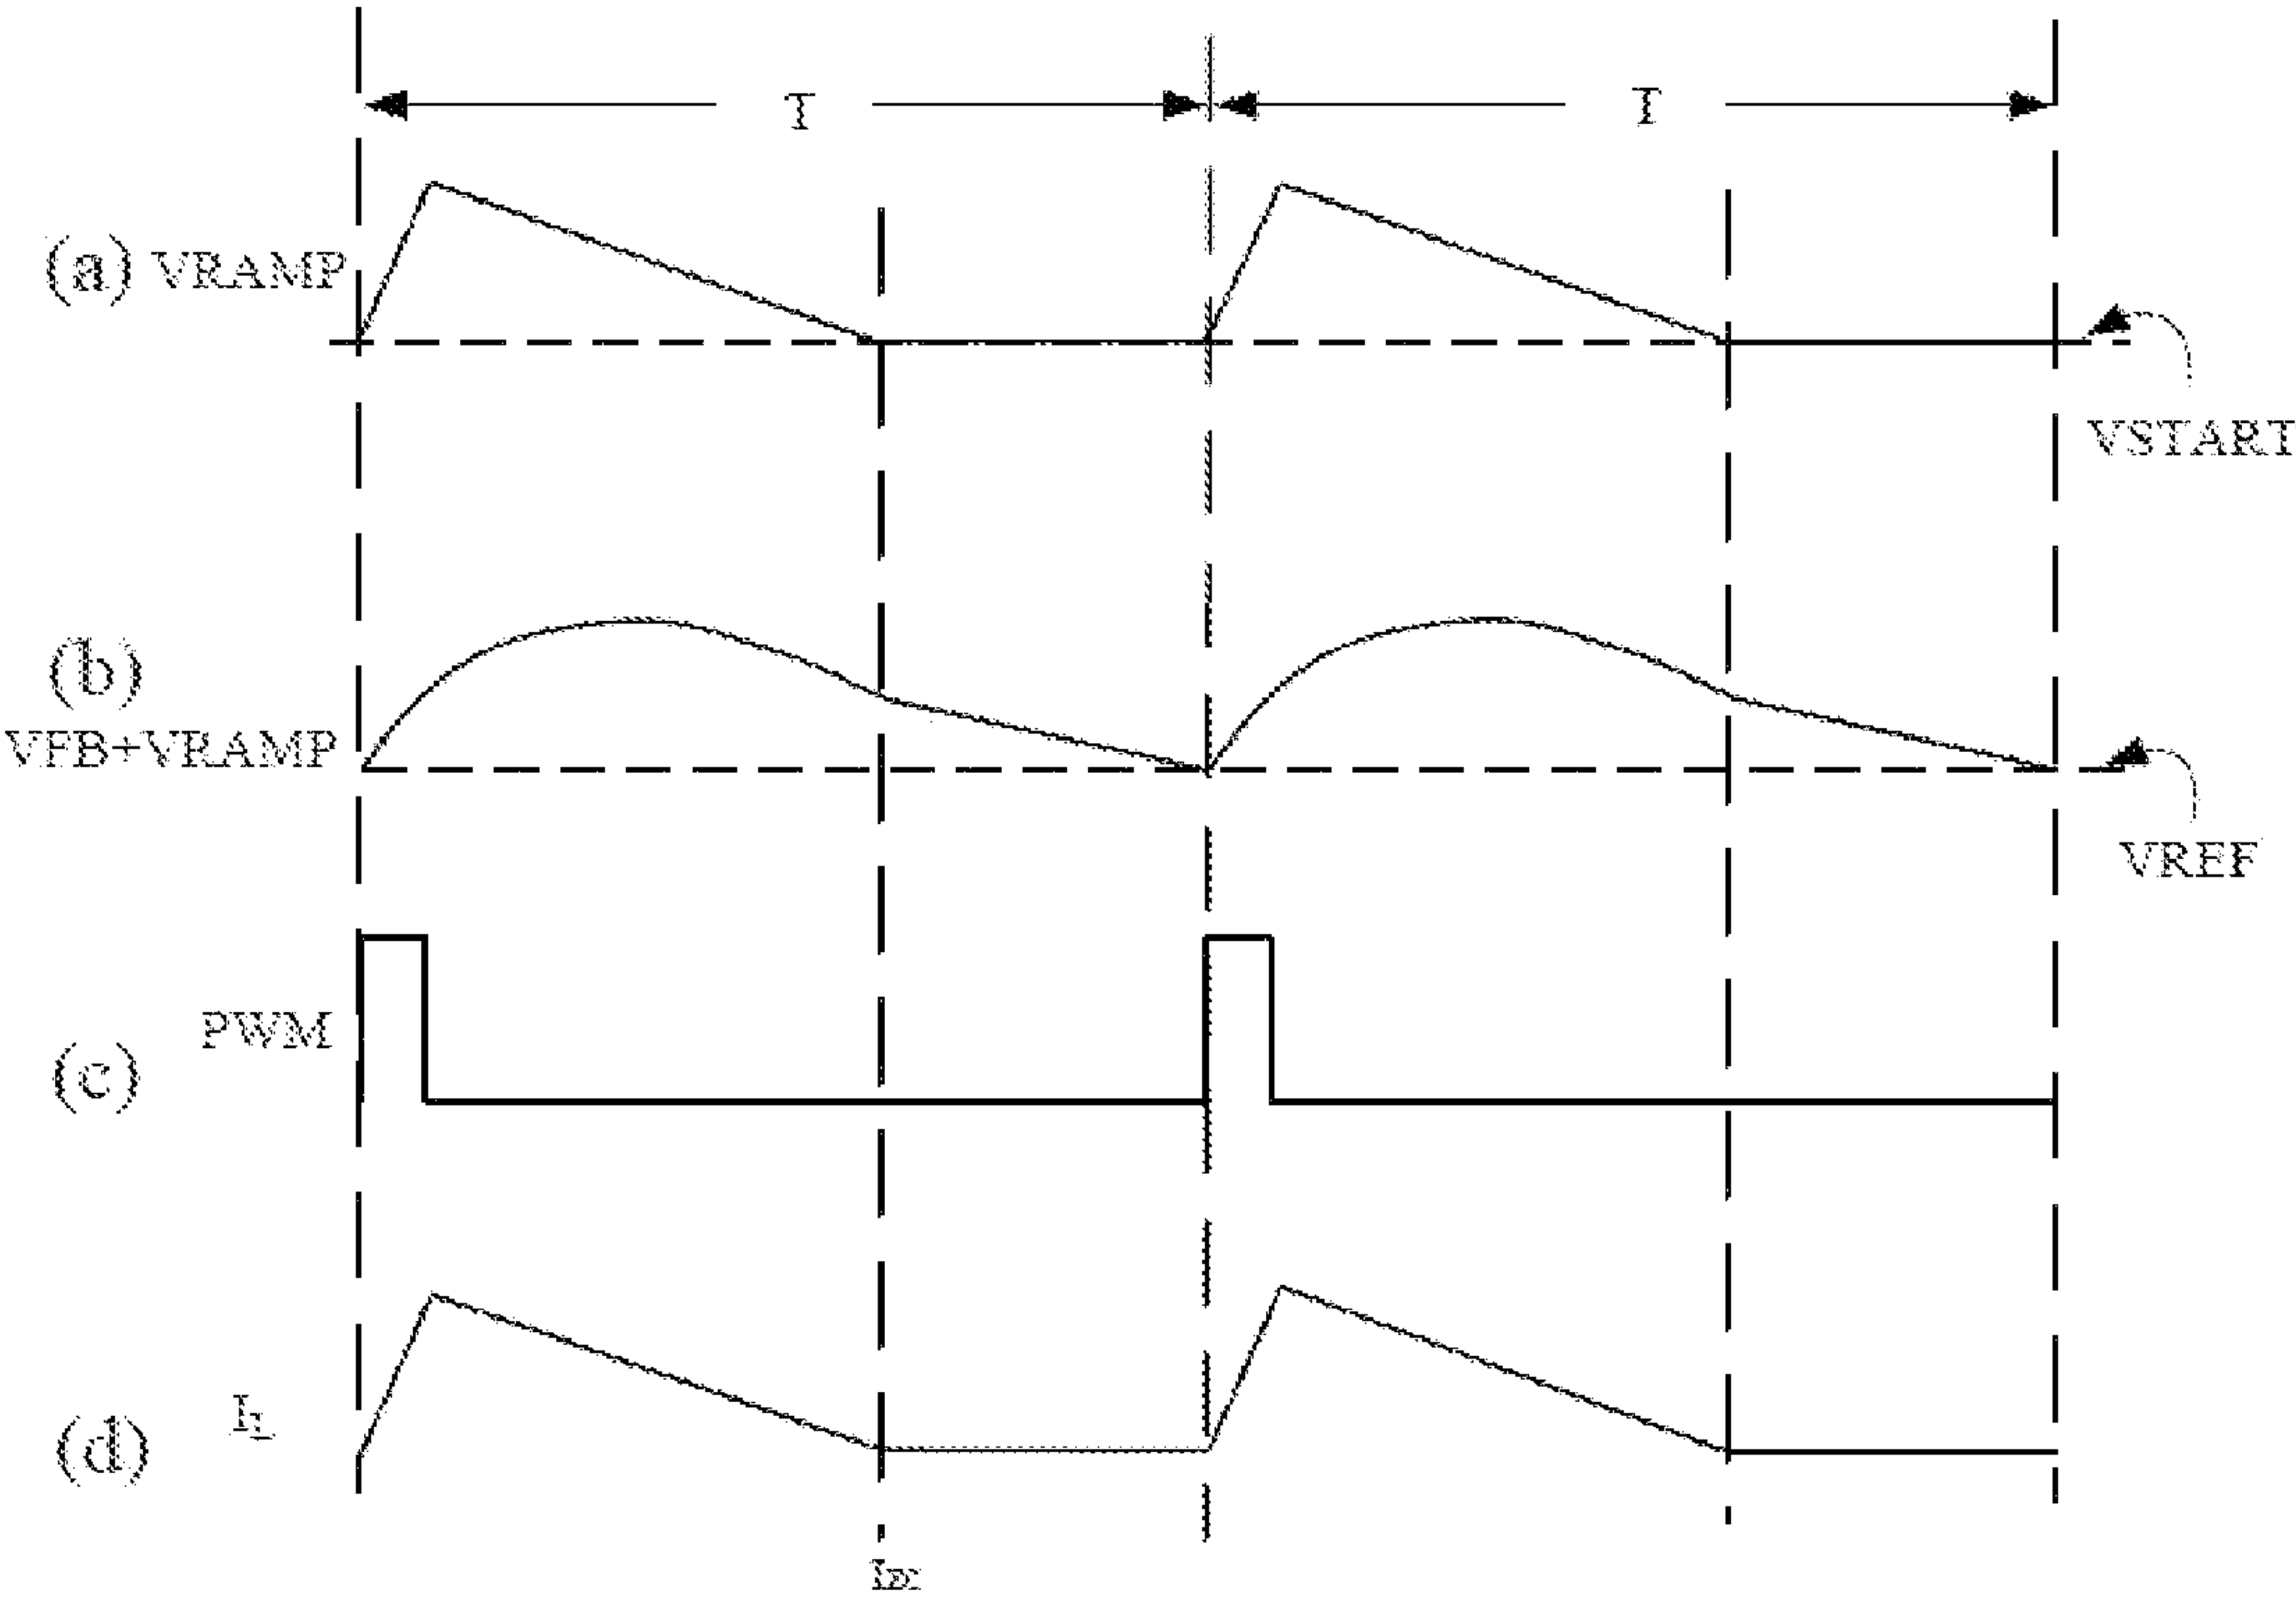 T
T
(a) VRAMP
VSTART
(b)
VFB+VRAMP
VREF
PWM
(c)
IL
(d)